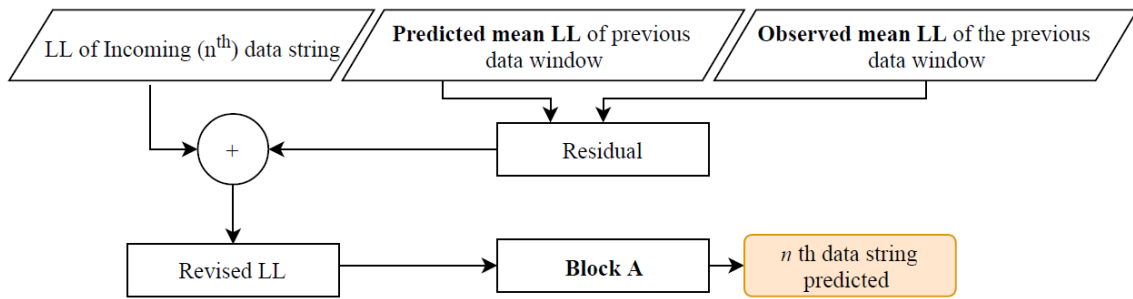 LL of Incoming (nth) data string
Predicted mean LL of previous
data window
Observed mean LL of the previous
data window
+
Residual
Revised LL
Block A
n th data string
predicted